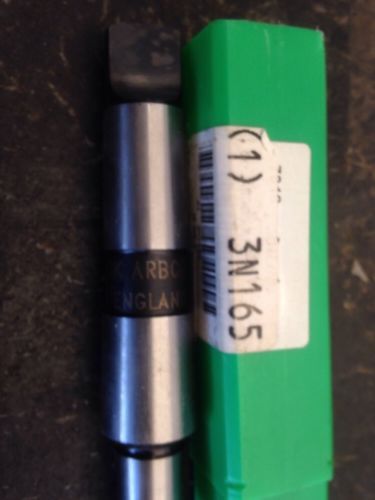 K ARBO
ENGLAN
(1) 3N165